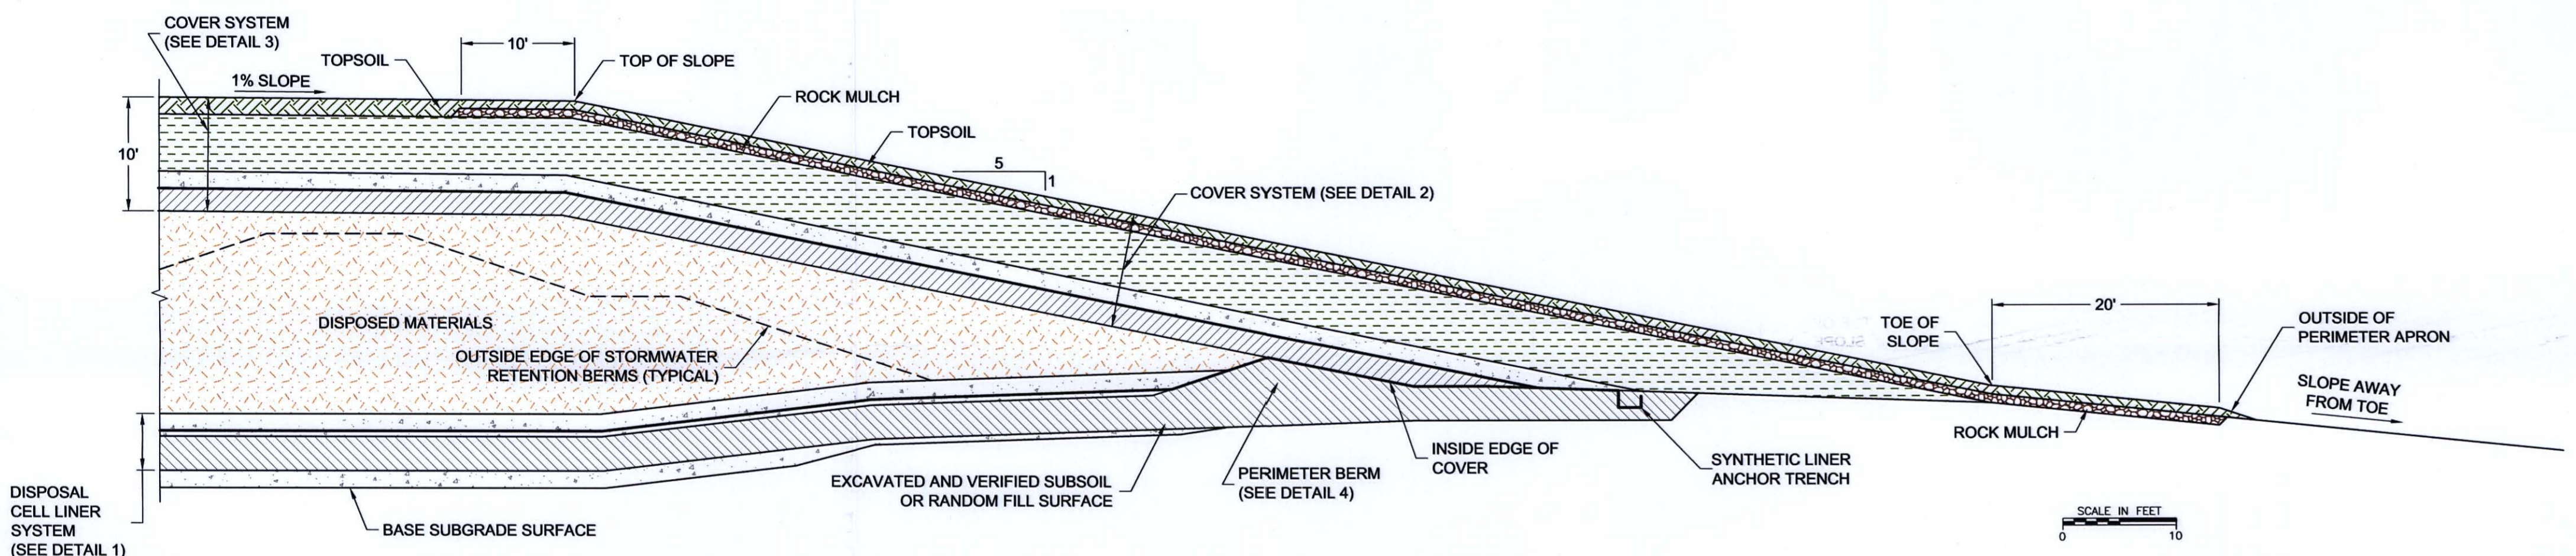 COVER SYSTEM
(SEE DETAIL 3)
TOPSOIL
10'
TOP OF SLOPE
1% SLOPE
ROCK MULCH
TOPSOIL
10'
5
1
COVER SYSTEM (SEE DETAIL 2)
DISPOSED MATERIALS
OUTSIDE EDGE OF STORMWATER
RETENTION BERMS (TYPICAL)
TOE OF
SLOPE
20'
OUTSIDE OF
PERIMETER APRON
SLOPE AWAY
FROM TOE
ROCK MULCH
DISPOSAL
CELL LINER
SYSTEM
(SEE DETAIL 1)
BASE SUBGRADE SURFACE
EXCAVATED AND VERIFIED SUBSOIL
OR RANDOM FILL SURFACE
PERIMETER BERM
(SEE DETAIL 4)
INSIDE EDGE OF
COVER
SYNTHETIC LINER
ANCHOR TRENCH
SCALE IN FEET
0
10